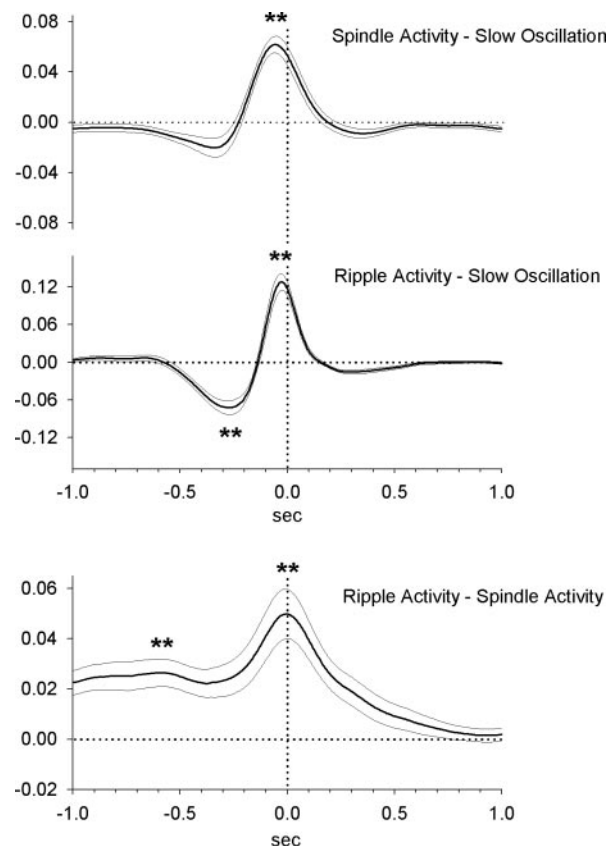 **
Spindle Activity - Slow Oscillation
0.08
0.04
0.00
-0.04
-0.08
**
Ripple Activity - Slow Oscillation
0.12
0.06
0.00
-0.06
-0.12
**
-1.0 -0.5 0.0 0.5 1.0
sec
**
Ripple Activity - Spindle Activity
0.06
**
0.04
0.02
0.00
-0.02
-1.0 -0.5 0.0 0.5 1.0
sec